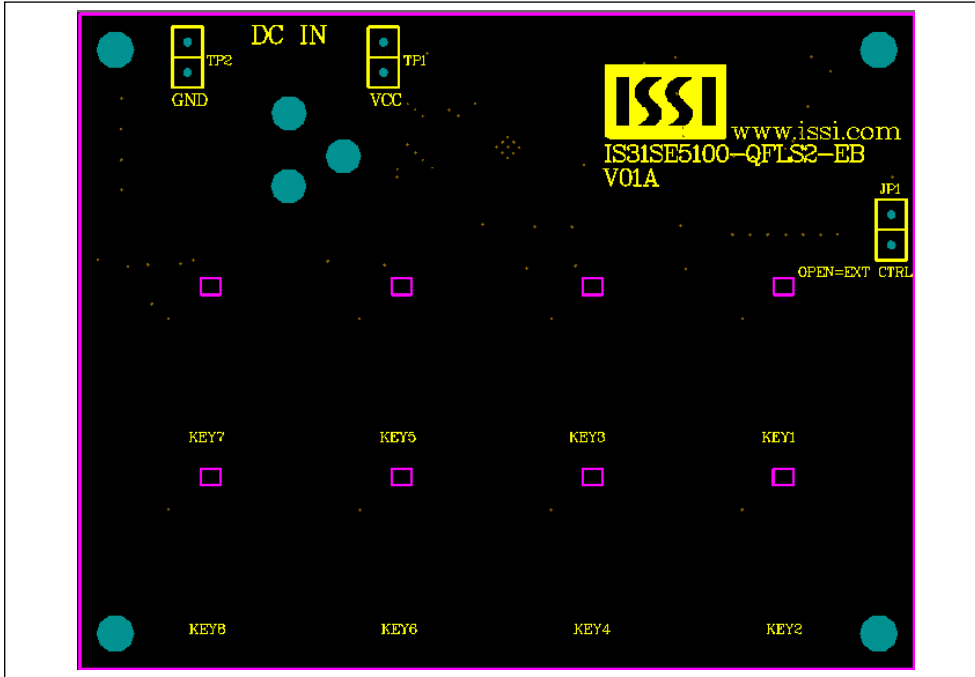 DC IN
TP2
TP1
GND
VCC
ISSI
www.issi.com
IS31SE5100-QFLS2-EB
V01A
JP1
OPEN=EXT CTRL
KEY7 KEY5 KEY3 KEY1
KEY8 KEY6 KEY4 KEY2